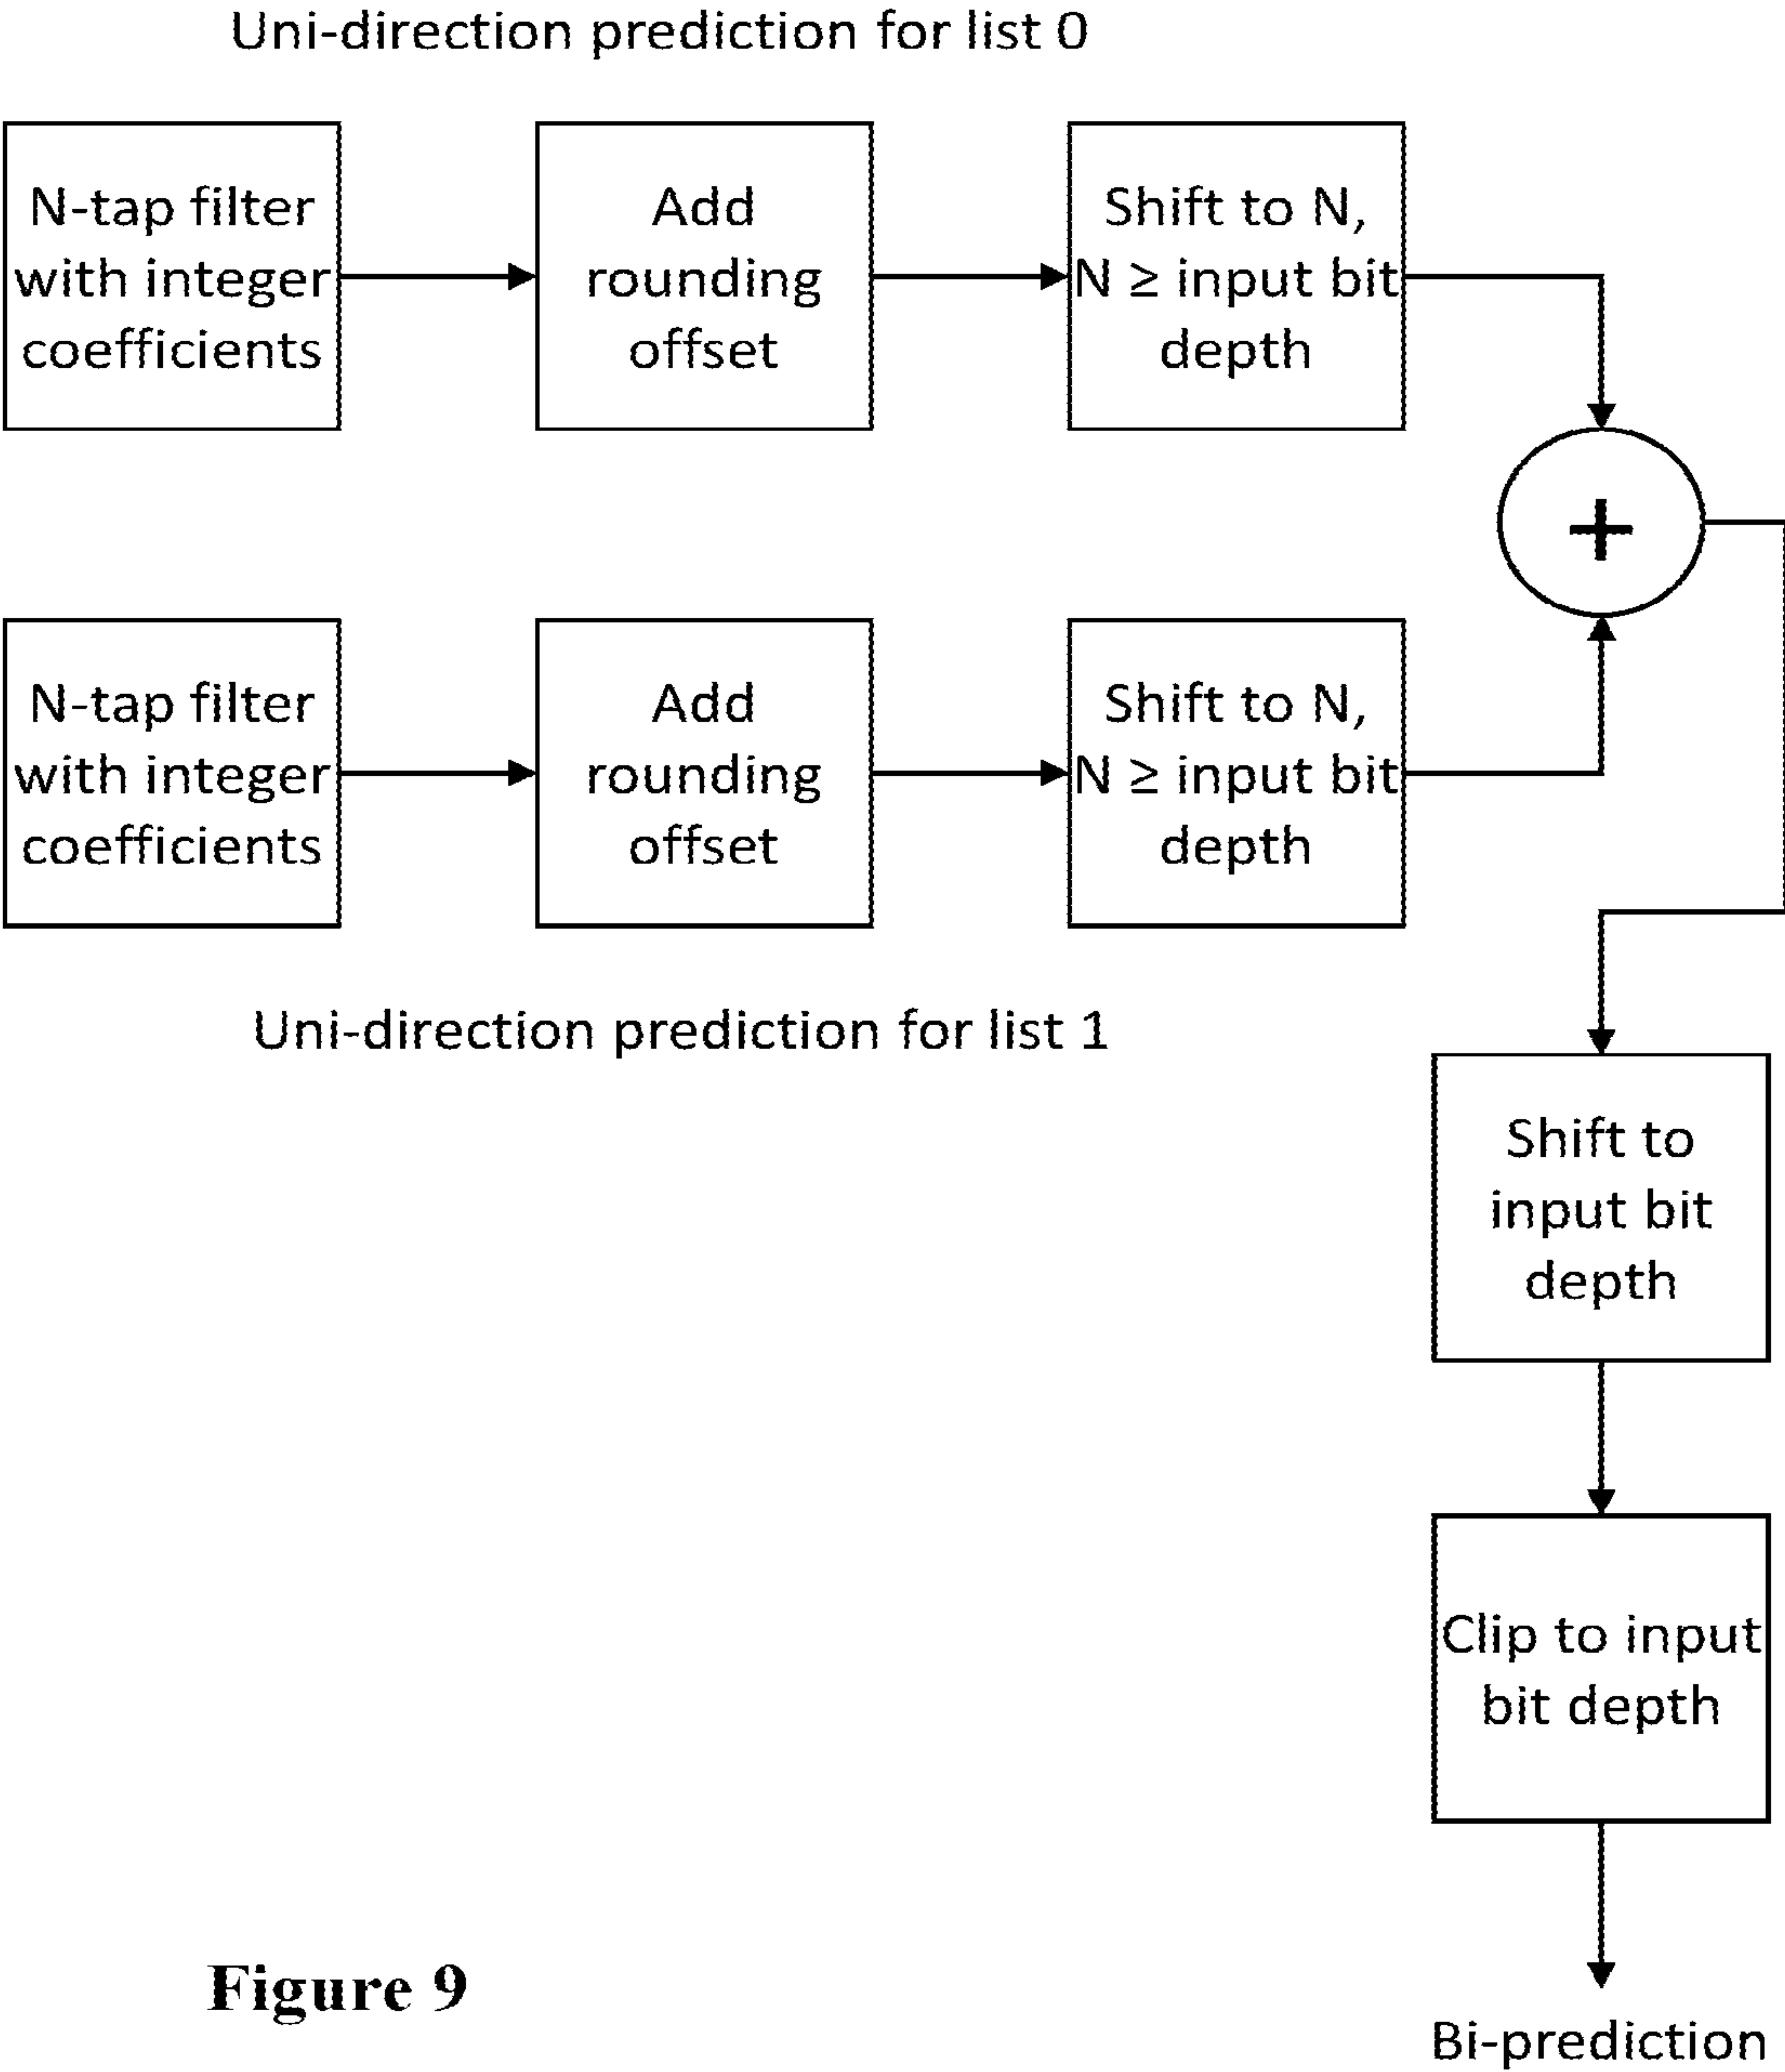 Uni-direction prediction for list 0
N-tap filter
with integer
coefficients
Add
rounding
offset
Shift to N,
N ≥ input bit
depth
+
N-tap filter
with integer
coefficients
Add
rounding
offset
Shift to N,
N ≥ input bit
depth
Uni-direction prediction for list 1
Shift to
input bit
depth
Clip to input
bit depth
Figure 9
Bi-prediction